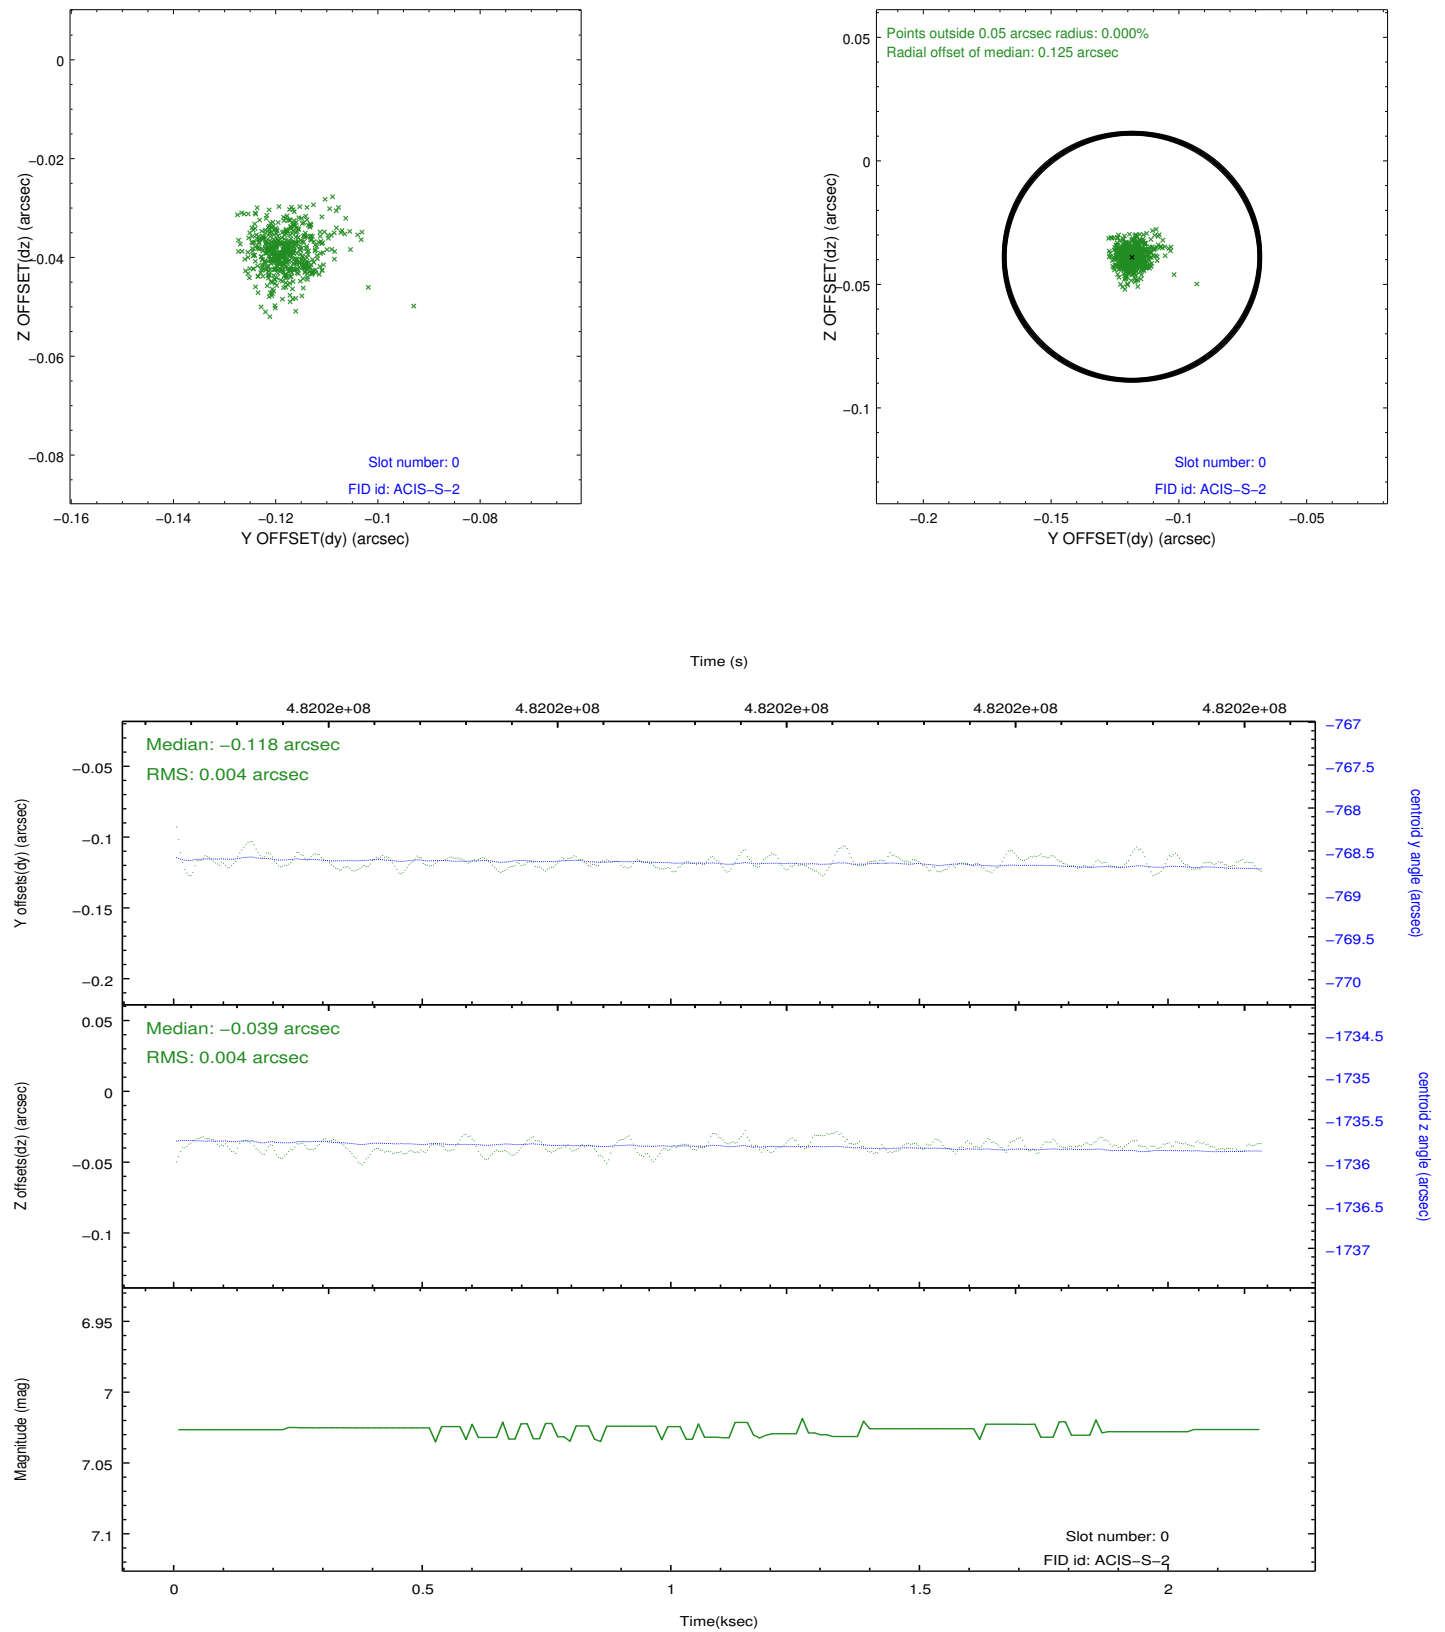 0
−0.02
−0.04
−0.06
−0.08
Z OFFSET(dz) (arcsec)
Slot number: 0
FID id: ACIS−S−2
−0.16
−0.14
−0.12
−0.1
−0.08
Y OFFSET(dy) (arcsec)
Points outside 0.05 arcsec radius: 0.000%
Radial offset of median: 0.125 arcsec
0.05
0
−0.05
−0.1
Z OFFSET(dz) (arcsec)
Slot number: 0
FID id: ACIS−S−2
−0.2
−0.15
−0.1
−0.05
Y OFFSET(dy) (arcsec)
Time (s)
4.8202e+08
4.8202e+08
4.8202e+08
4.8202e+08
4.8202e+08
Median: −0.118 arcsec
RMS: 0.004 arcsec
−0.05
−0.1
−0.15
−0.2
Y offsets(dy) (arcsec)
−767
−767.5
−768
−768.5
−769
−769.5
−770
centroid y angle (arcsec)
Median: −0.039 arcsec
RMS: 0.004 arcsec
0.05
0
−0.05
−0.1
Z offsets(dz) (arcsec)
−1734.5
−1735
−1735.5
−1736
−1736.5
−1737
centroid z angle (arcsec)
6.95
7
7.05
7.1
Magnitude (mag)
Slot number: 0
FID id: ACIS−S−2
0
0.5
1
1.5
2
Time(ksec)